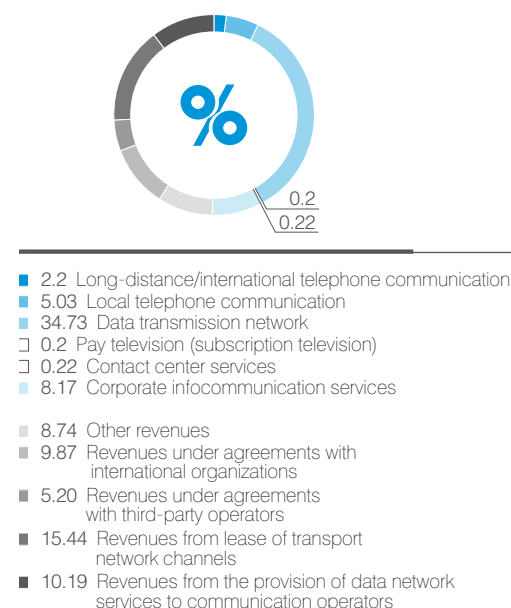 %
0.2
0.22
2.2 Long-distance/international telephone communication
5.03 Local telephone communication
34.73 Data transmission network
0.2 Pay television (subscription television)
0.22 Contact center services
8.17 Corporate infocommunication services
8.74 Other revenues
9.87 Revenues under agreements with
international organizations
5.20 Revenues under agreements
with third-party operators
15.44 Revenues from lease of transport
network channels
10.19 Revenues from the provision of data network
services to communication operators